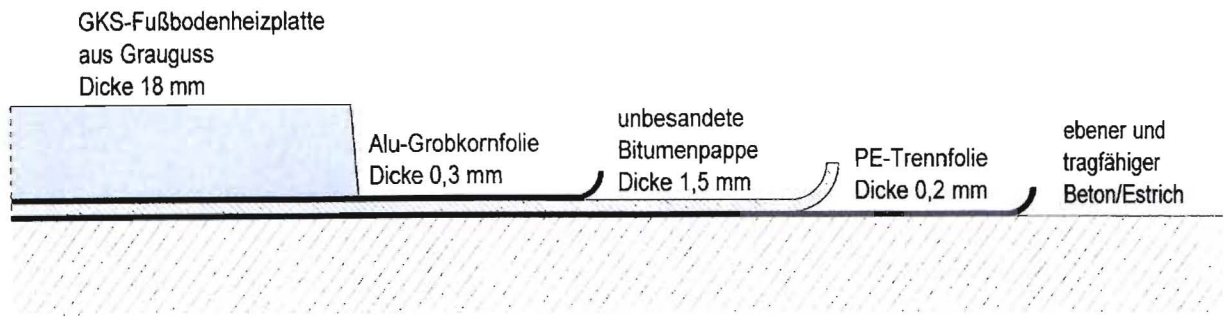 GKS-Fußbodenheizplatte
aus Grauguss
Dicke 18 mm
Alu-Grobkornfolie
Dicke 0,3 mm
unbesandete
Bitumenpappe
Dicke 1,5 mm
PE-Trennfolie
Dicke 0,2 mm
ebener und
tragfähiger
Beton/Estrich